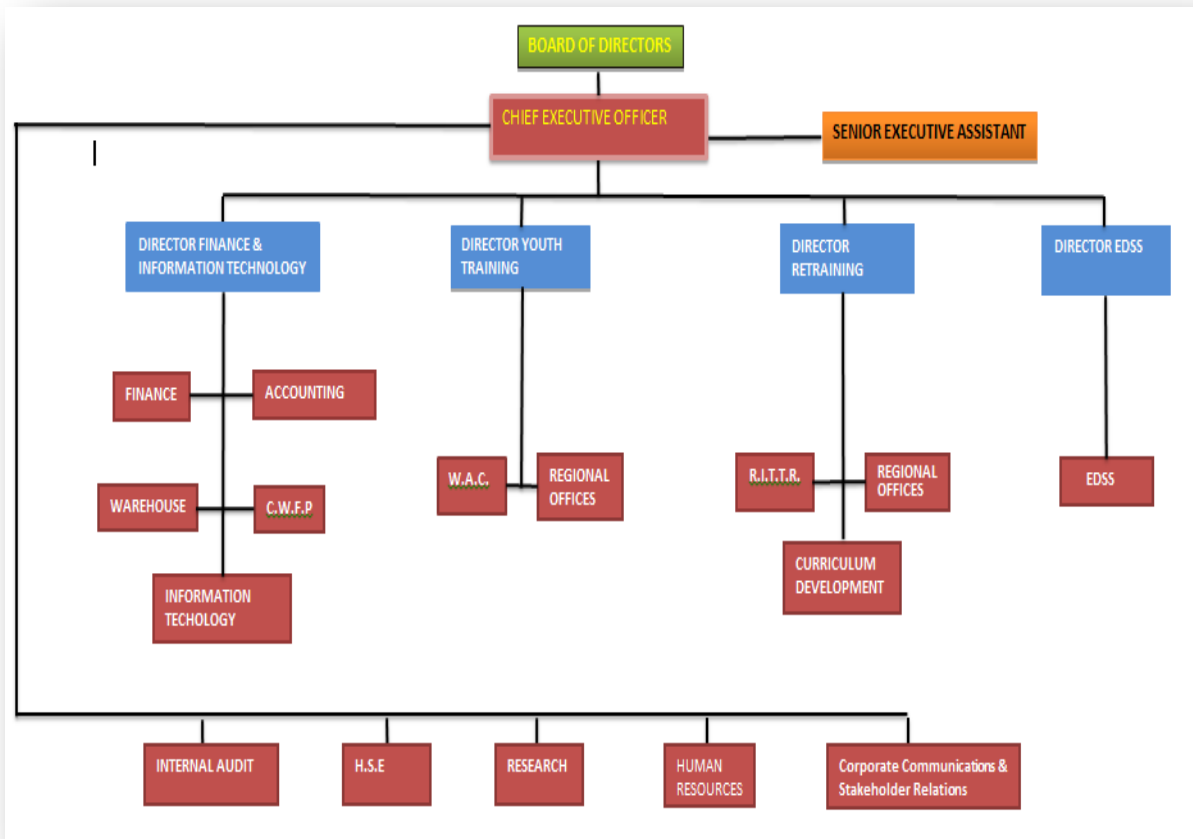 BOARD OF DIRECTORS
CHIEF EXECUTIVE OFFICER
SENIOR EXECUTIVE ASSISTANT
DIRECTOR FINANCE &
INFORMATION TECHNOLOGY
DIRECTOR YOUTH
TRAINING
DIRECTOR
RETRAINING
DIRECTOR EDSS
FINANCE
ACCOUNTING
WAREHOUSE
C.W.F.P
INFORMATION
TECHOLOGY
W.A.C.
REGIONAL
OFFICES
R.I.T.T.R.
REGIONAL
OFFICES
CURRICULUM
DEVELOPMENT
EDSS
INTERNAL AUDIT
H.S.E
RESEARCH
HUMAN
RESOURCES
Corporate Communications &
Stakeholder Relations